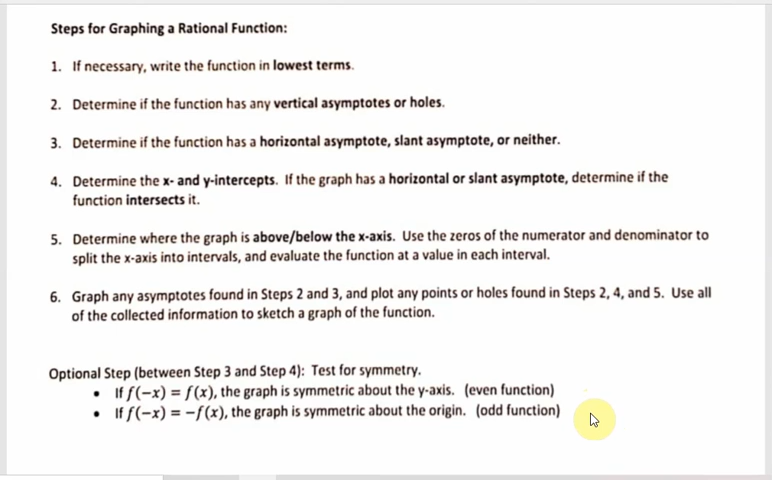 Steps for Graphing a Rational Function:
1. If necessary, write the function in lowest terms.
2. Determine if the function has any vertical asymptotes or holes.
3. Determine if the function has a horizontal asymptote, slant asymptote, or neither.
4. Determine the x- and y-intercepts. If the graph has a horizontal or slant asymptote, determine if the
function intersects it.
5. Determine where the graph is above/below the x-axis. Use the zeros of the numerator and denominator to
split the x-axis into intervals, and evaluate the function at a value in each interval.
6. Graph any asymptotes found in Steps 2 and 3, and plot any points or holes found in Steps 2, 4, and 5. Use all
of the collected information to sketch a graph of the function.
Optional Step (between Step 3 and Step 4): Test for symmetry.
• If f(−x) = f(x), the graph is symmetric about the y-axis. (even function)
• If f(−x) = −f(x), the graph is symmetric about the origin. (odd function)